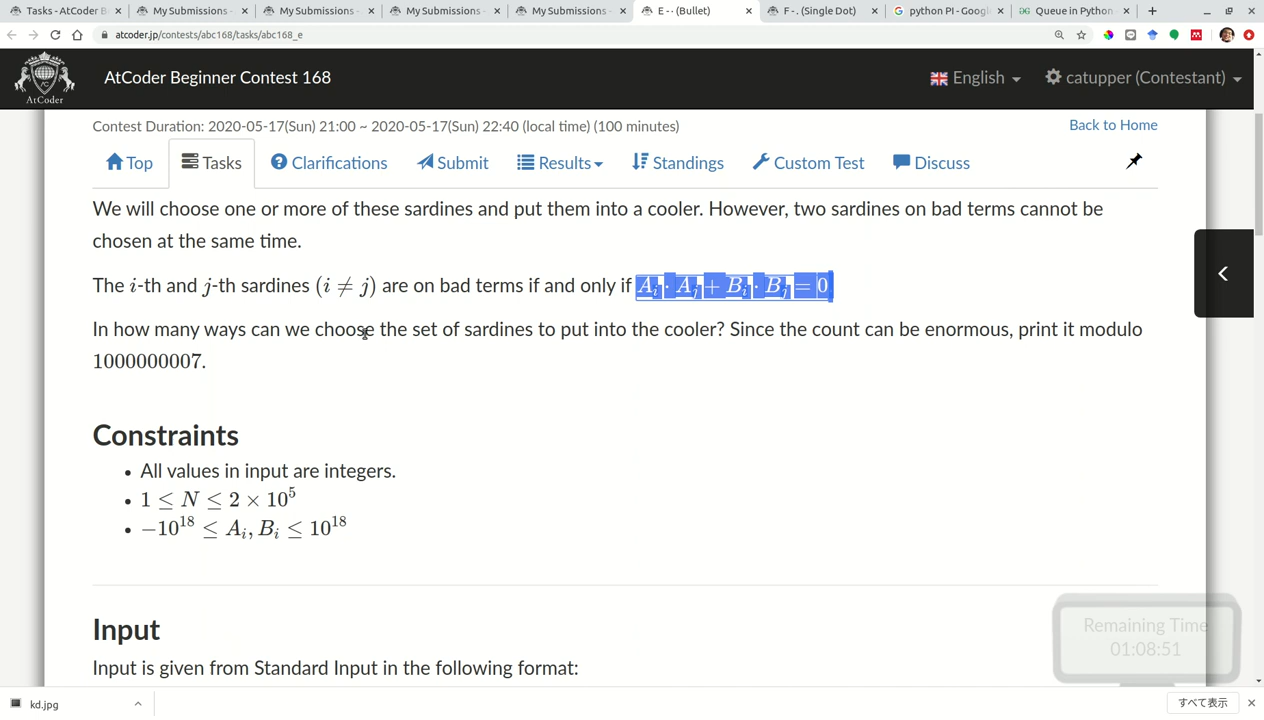 Tasks - AtCoder B
My Submissions -
My Submissions -
My Submissions -
My Submissions -
E - ∙ (Bullet)
F - . (Single Dot)
python PI - Google
Queue in Python
atcoder.jp/contests/abc168/tasks/abc168_e
AtCoder
AtCoder Beginner Contest 168
English
catupper (Contestant)
Contest Duration: 2020-05-17(Sun) 21:00 ~ 2020-05-17(Sun) 22:40 (local time) (100 minutes)
Back to Home
Top
Tasks
Clarifications
Submit
Results
Standings
Custom Test
Discuss
We will choose one or more of these sardines and put them into a cooler. However, two sardines on bad terms cannot be
chosen at the same time.
The i-th and j-th sardines (i ≠ j) are on bad terms if and only if A_i · A_j + B_i · B_j = 0.
In how many ways can we choose the set of sardines to put into the cooler? Since the count can be enormous, print it modulo
1000000007.
Constraints
• All values in input are integers.
• 1 ≤ N ≤ 2 × 10^5
• −10^18 ≤ A_i, B_i ≤ 10^18
Input
Input is given from Standard Input in the following format:
Remaining Time
01:08:51
kd.jpg
すべて表示